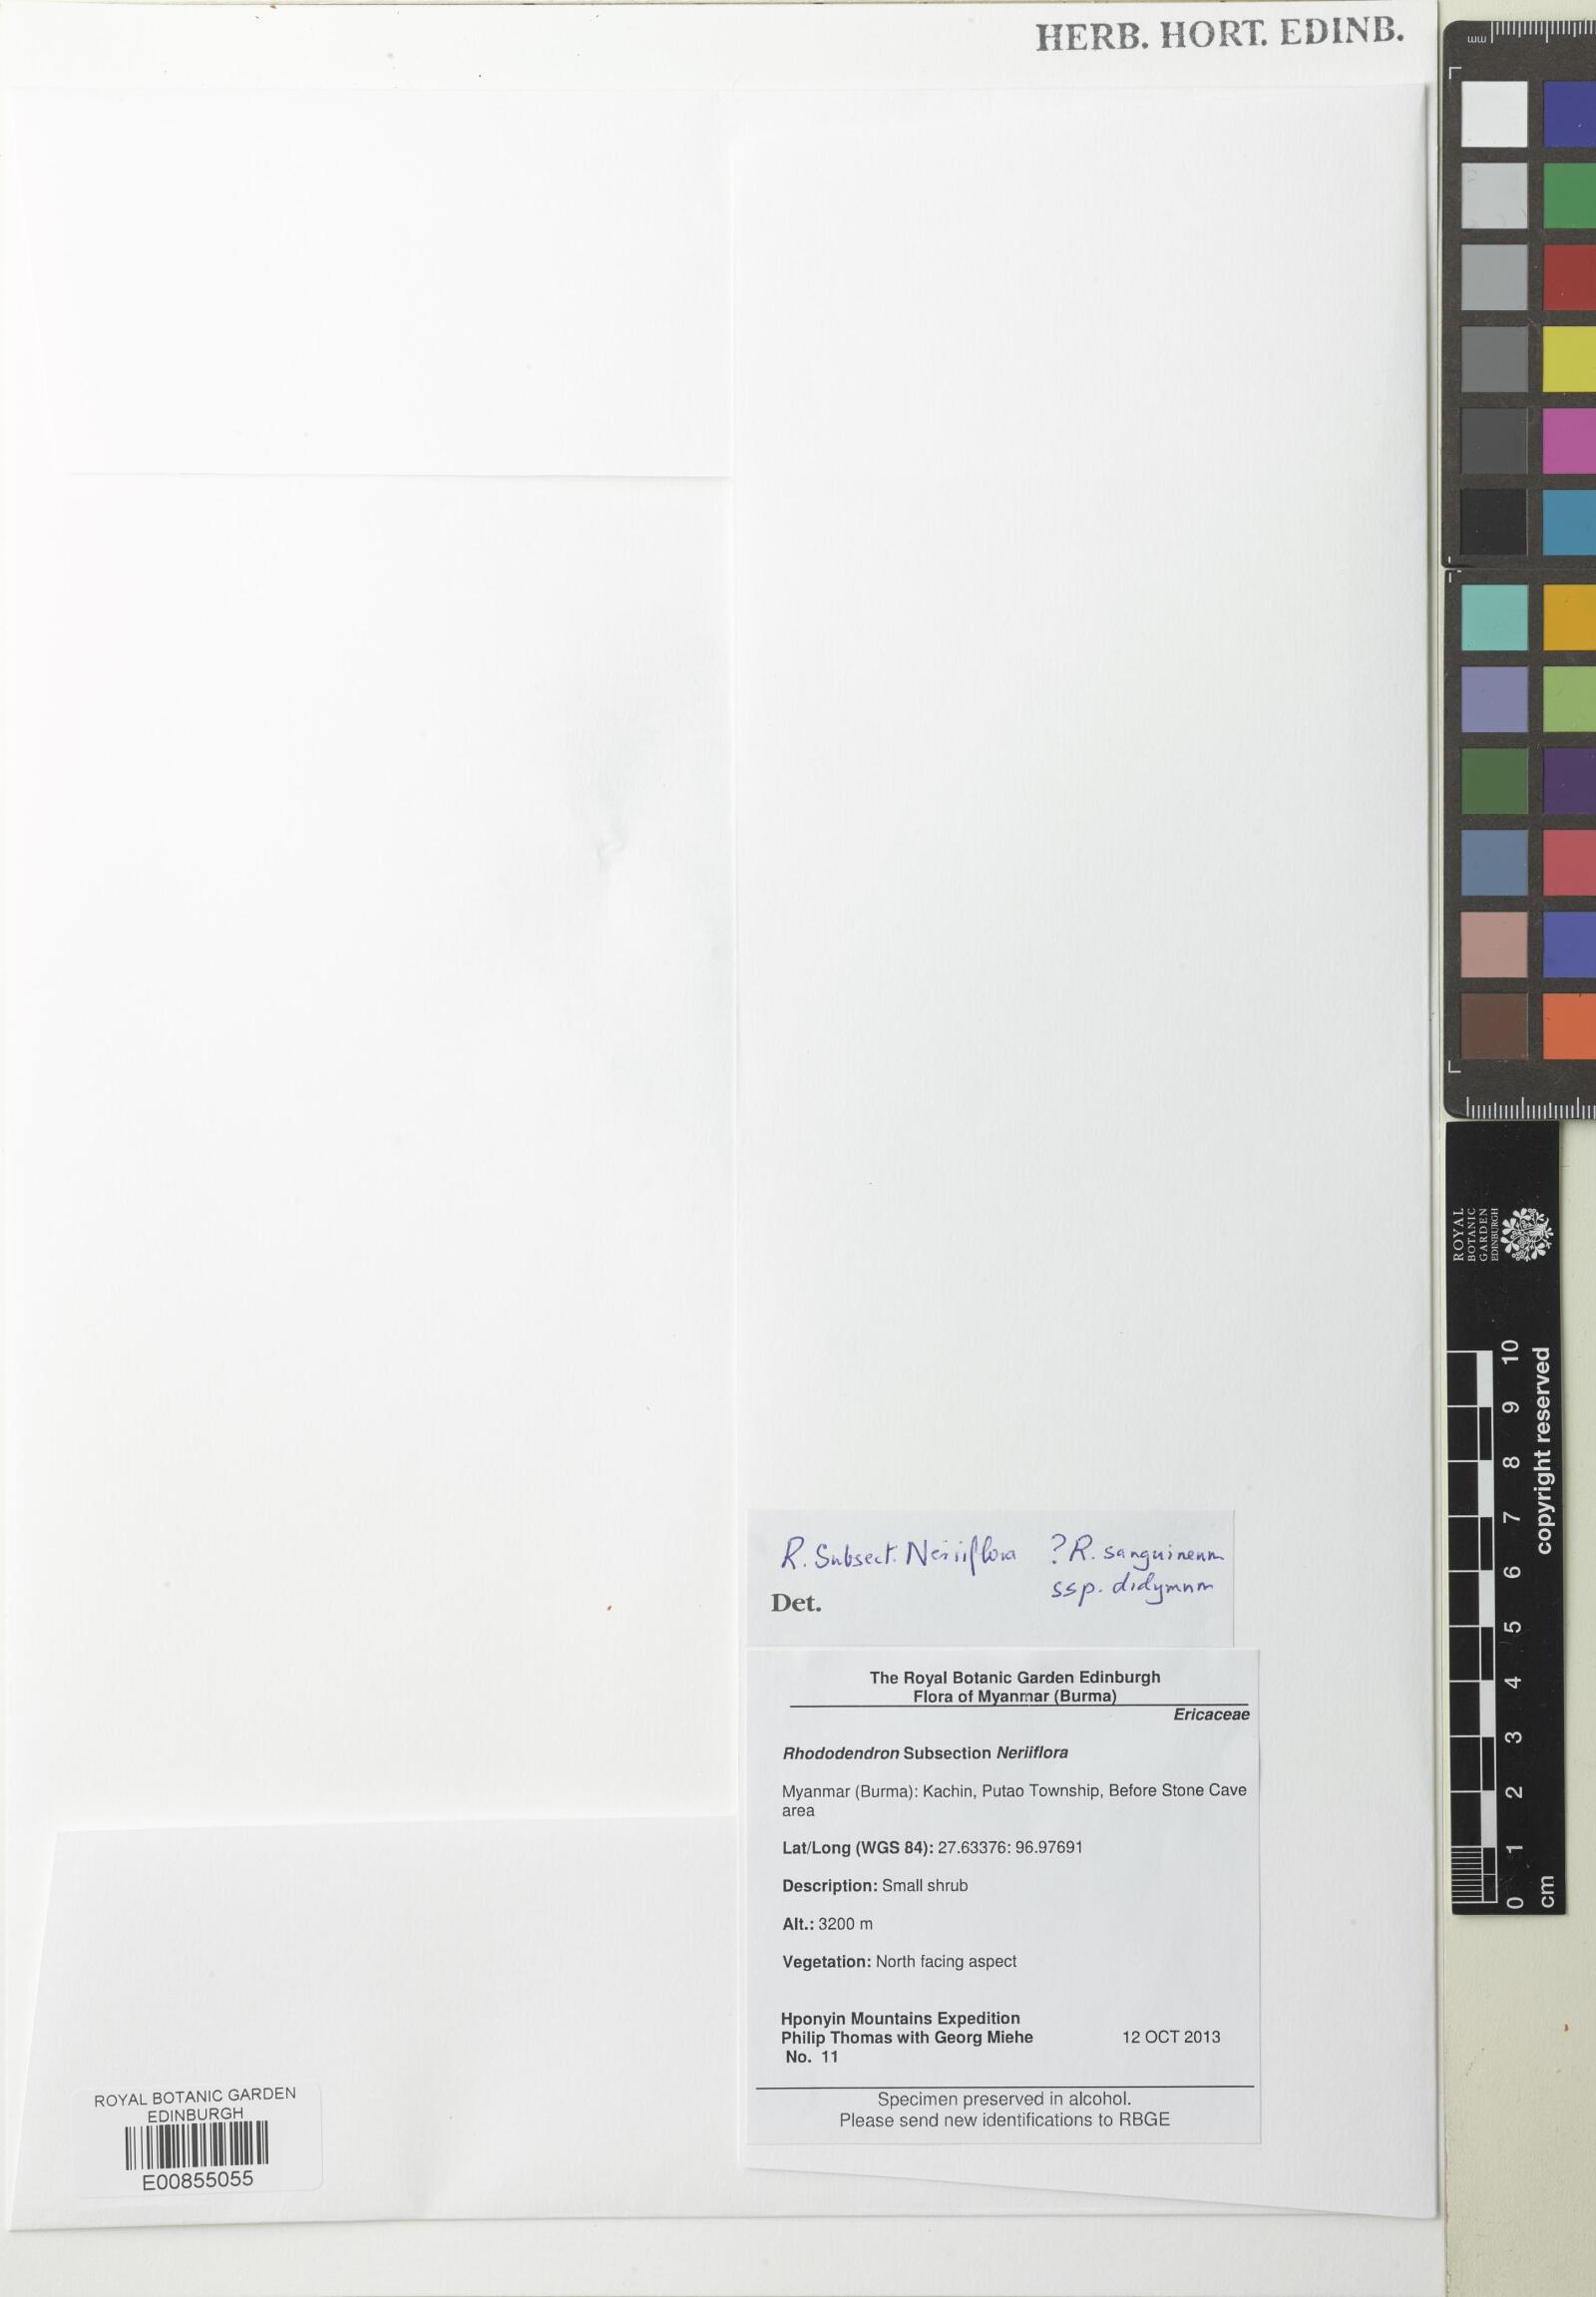 HERB. HORT. EDINB.
mm
ROYAL
BOTANIC
GARDEN
EDINBURGH
10
9
8
7
6
5
4
3
2
1
0
cm
copyright reserved
R. Subsect. Neriiflora ? R. sanguineum
ssp. didymum
Det.
The Royal Botanic Garden Edinburgh
Flora of Myanmar (Burma)
Ericaceae
Rhododendron Subsection Neriiflora
Myanmar (Burma): Kachin, Putao Township, Before Stone Cave
area
Lat/Long (WGS 84): 27.63376: 96.97691
Description: Small shrub
Alt.: 3200 m
Vegetation: North facing aspect
Hponyin Mountains Expedition
Philip Thomas with Georg Miehe 12 OCT 2013
No. 11
Specimen preserved in alcohol.
Please send new identifications to RBGE
ROYAL BOTANIC GARDEN
EDINBURGH
E00855055